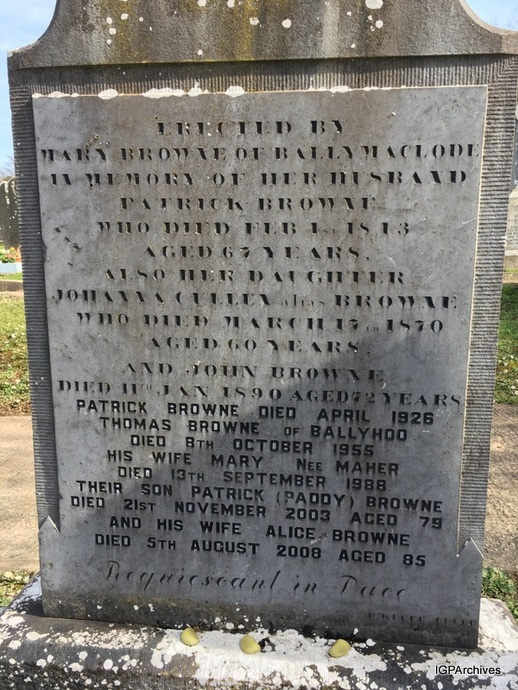 ERECTED BY
MARY BROWNE OF BALLYMACLODE
IN MEMORY OF HER HUSBAND
PATRICK BROWNE
WHO DIED FEB 1st 1843
AGED 67 YEARS.
ALSO HER DAUGHTER
JOHANNA CULLEN alias BROWNE
WHO DIED MARCH 17th 1870
AGED 60 YEARS.
AND JOHN BROWNE
DIED 11TH JAN 1890 AGED 72 YEARS
PATRICK BROWNE DIED APRIL 1926
THOMAS BROWNE OF BALLYHOO
DIED 8TH OCTOBER 1955
HIS WIFE MARY NEE MAHER
DIED 13TH SEPTEMBER 1988
THEIR SON PATRICK (PADDY) BROWNE
DIED 21ST NOVEMBER 2003 AGED 79
AND HIS WIFE ALICE BROWNE
DIED 5TH AUGUST 2008 AGED 85
Requiescant in Pace
IGPArchives